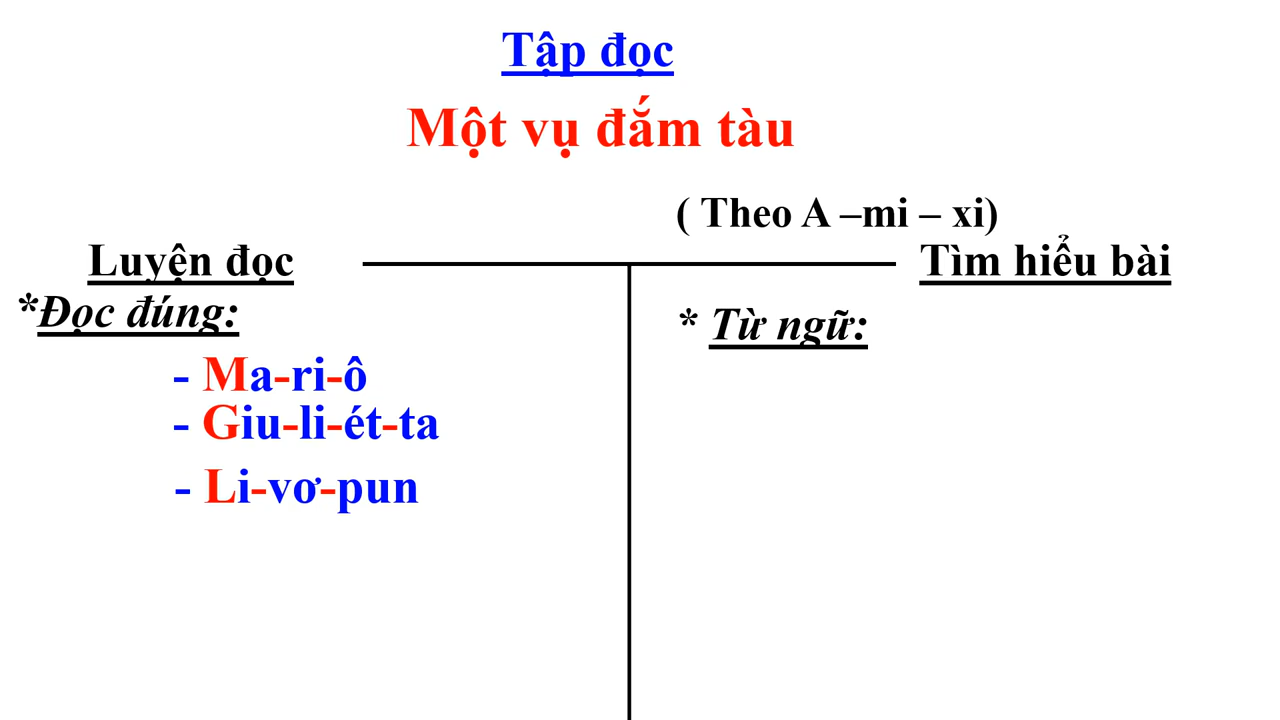 Tập đọc
Một vụ đắm tàu
( Theo A –mi – xi)
Luyện đọc
*Đọc đúng:
- Ma-ri-ô
- Giu-li-ét-ta
- Li-vơ-pun
Tìm hiểu bài
* Từ ngữ: